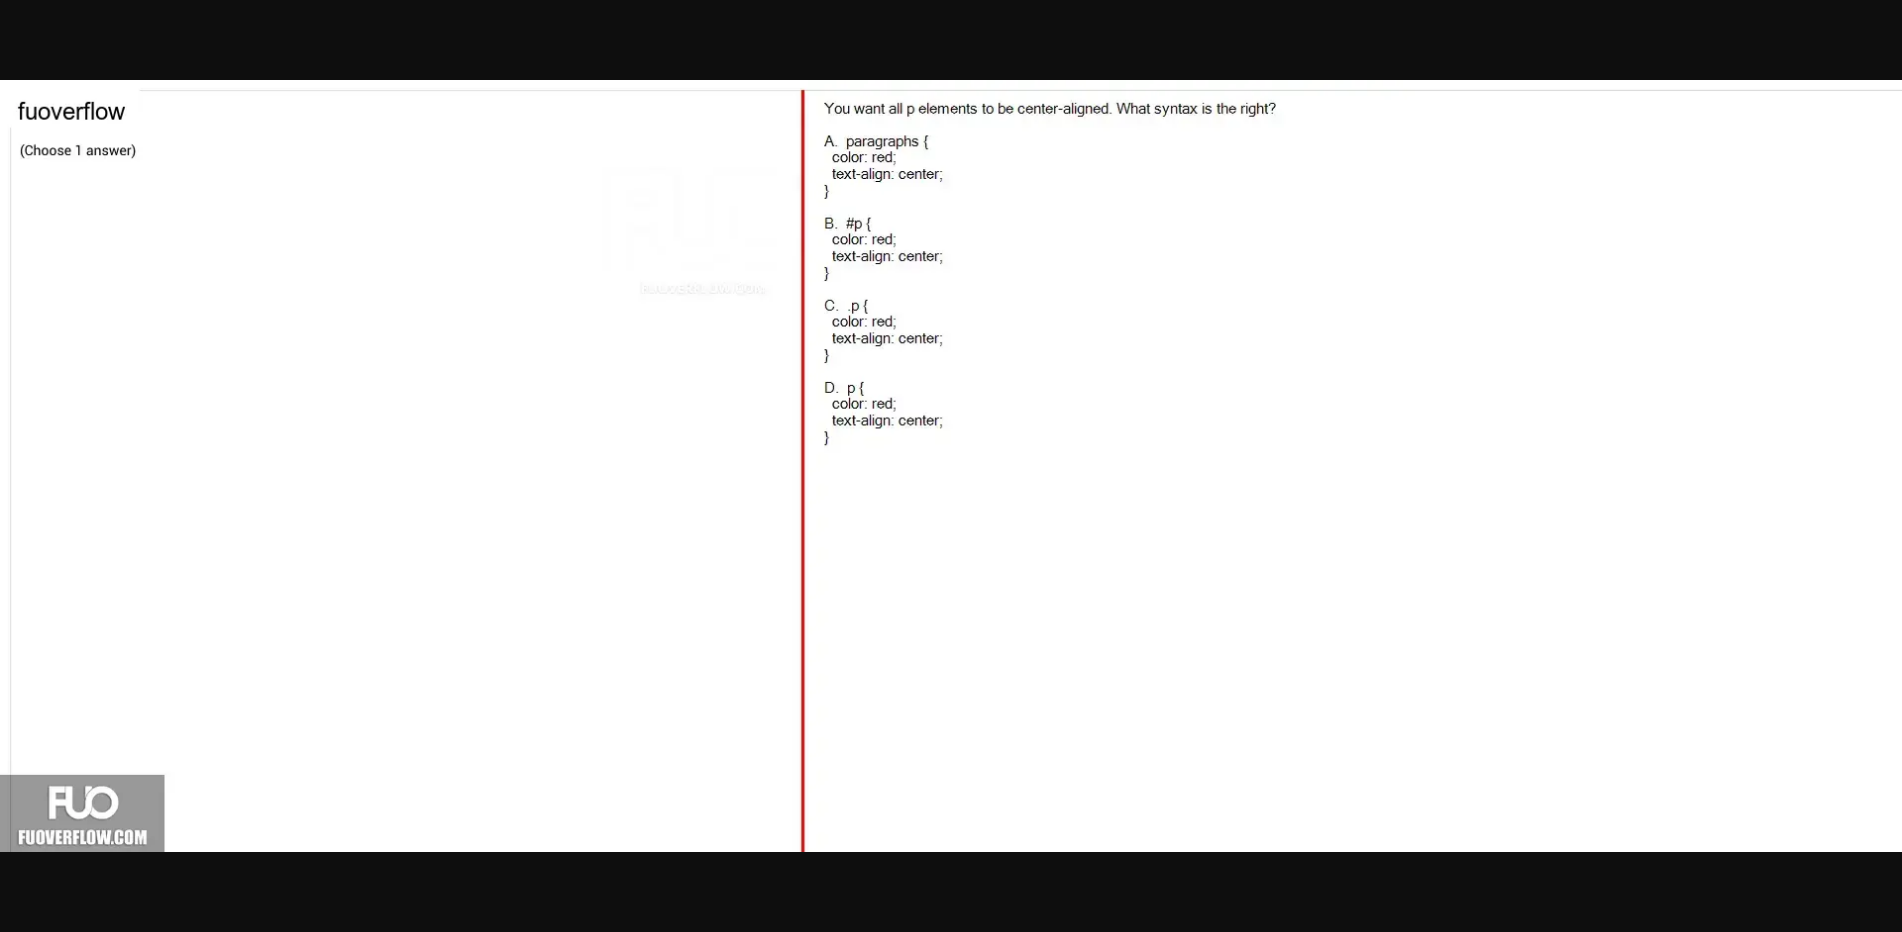 fuoverflow
(Choose 1 answer)
You want all p elements to be center-aligned. What syntax is the right?
A.  paragraphs {
color: red;
text-align: center;
}
B.  #p {
color: red;
text-align: center;
}
C.  .p {
color: red;
text-align: center;
}
D.  p {
color: red;
text-align: center;
}
FUOVERFLOW.COM
FUO
FUOVERFLOW.COM